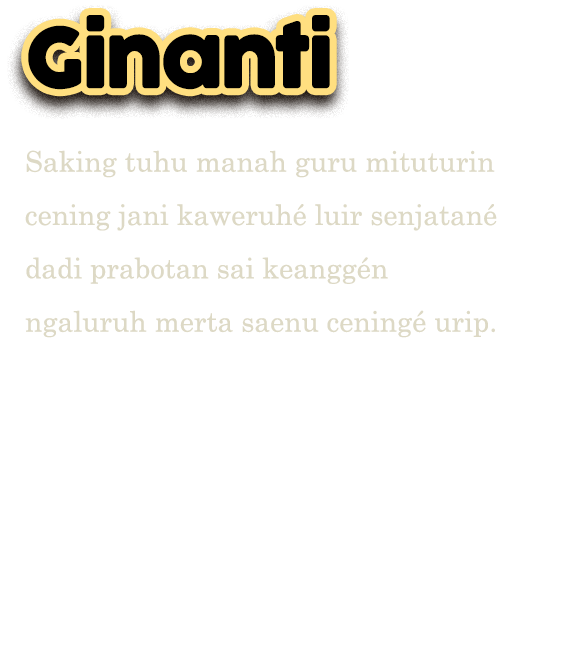 Ginanti
Saking tuhu manah guru mituturin
cening jani kaweruhé luir senjatané
dadi prabotan sai keanggén
ngaluruh merta saenu ceningé urip.